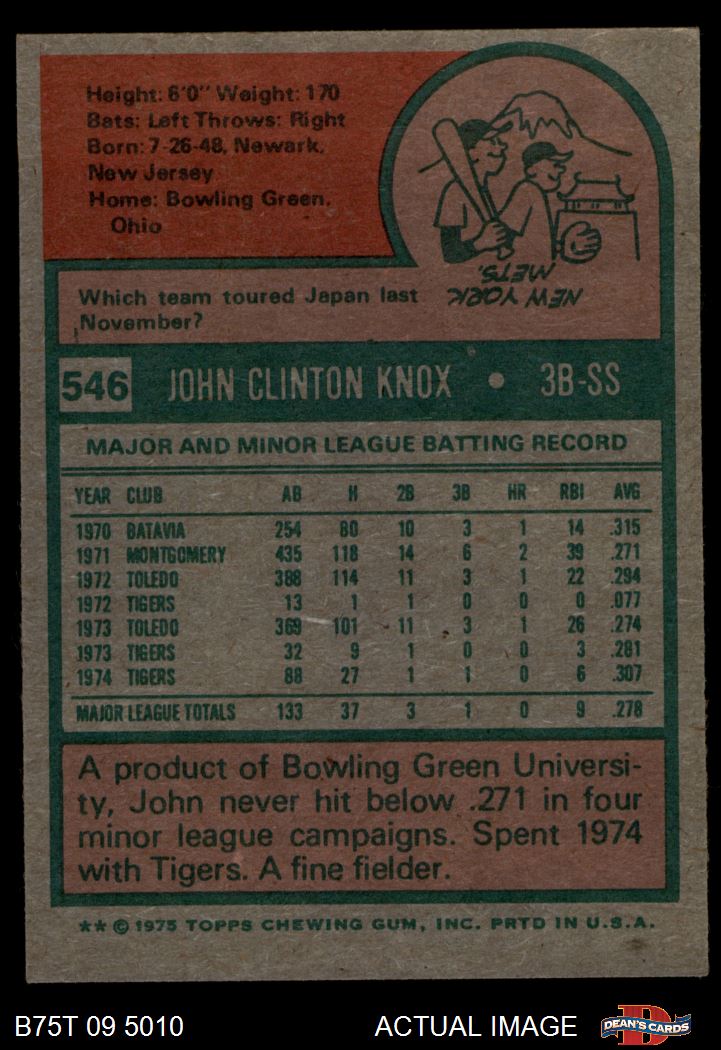 Height: 6'0" Weight: 170
Bats: Left Throws: Right
Born: 7-26-48, Newark,
New Jersey
Home: Bowling Green,
Ohio
Which team toured Japan last
November?
NEW YORK
METS.
546 JOHN CLINTON KNOX • 3B-SS
MAJOR AND MINOR LEAGUE BATTING RECORD
YEAR CLUB AB H 2B 3B HR RBI AVG
1970 BATAVIA 254 80 10 3 1 14 .315
1971 MONTGOMERY 435 118 14 6 2 39 .271
1972 TOLEDO 388 114 11 3 1 22 .294
1972 TIGERS 13 1 1 0 0 0 .077
1973 TOLEDO 369 101 11 3 1 26 .274
1973 TIGERS 32 9 1 0 0 3 .281
1974 TIGERS 88 27 1 1 0 6 .307
MAJOR LEAGUE TOTALS 133 37 3 1 0 9 .278
A product of Bowling Green Universi-
ty, John never hit below .271 in four
minor league campaigns. Spent 1974
with Tigers. A fine fielder.
** © 1975 TOPPS CHEWING GUM, INC. PRTD IN U.S.A.
B75T 09 5010 ACTUAL IMAGE DEAN'S CARDS